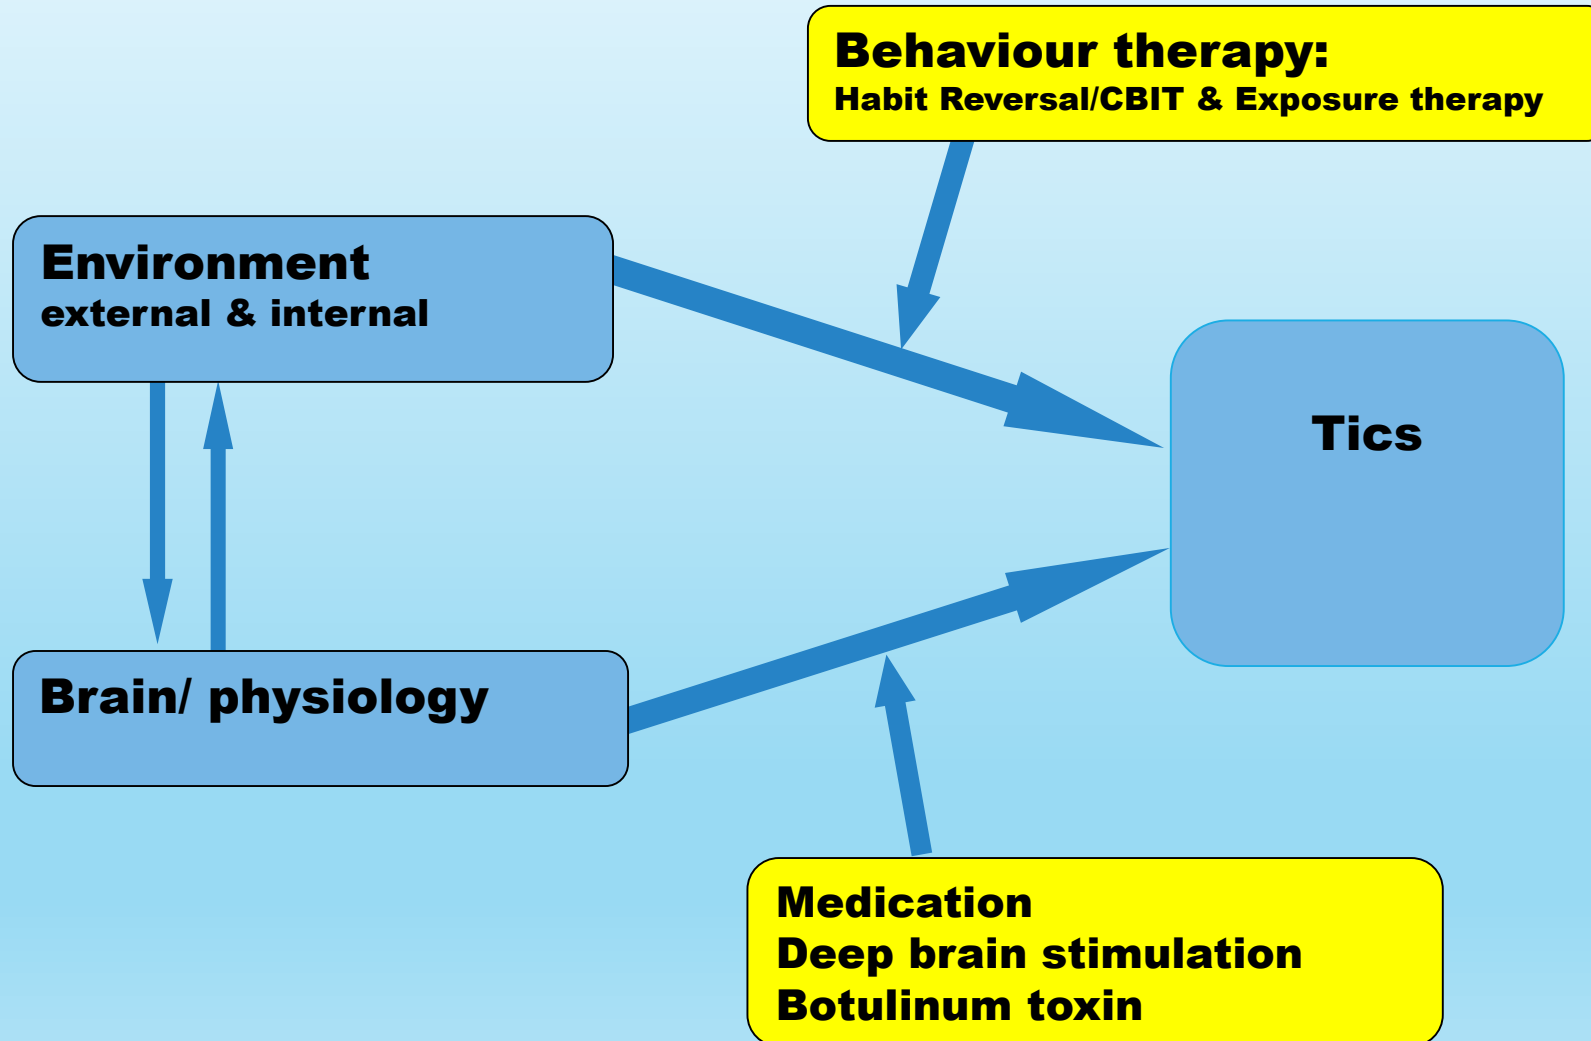 Behaviour therapy:
Habit Reversal/CBIT & Exposure therapy
Environment
external & internal
Tics
Brain/ physiology
Medication
Deep brain stimulation
Botulinum toxin